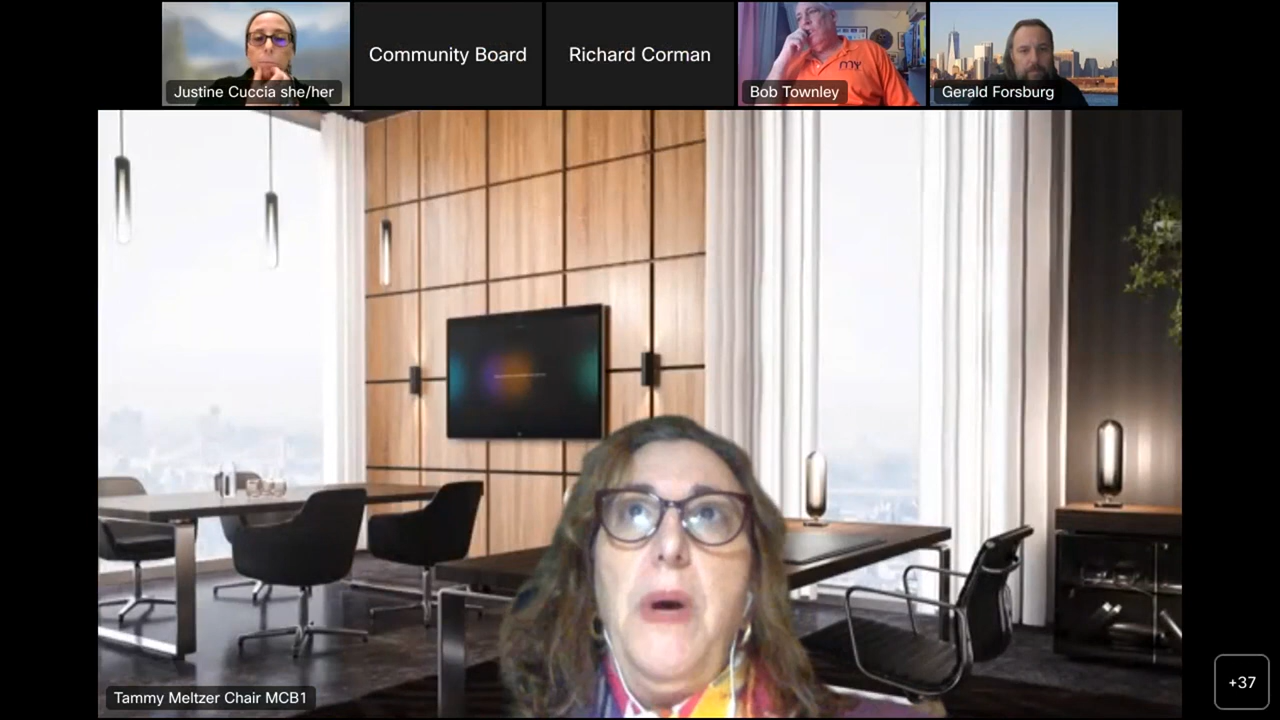 Justine Cuccia she/her
Community Board
Richard Corman
Bob Townley
Gerald Forsburg
Tammy Meltzer Chair MCB1
+37